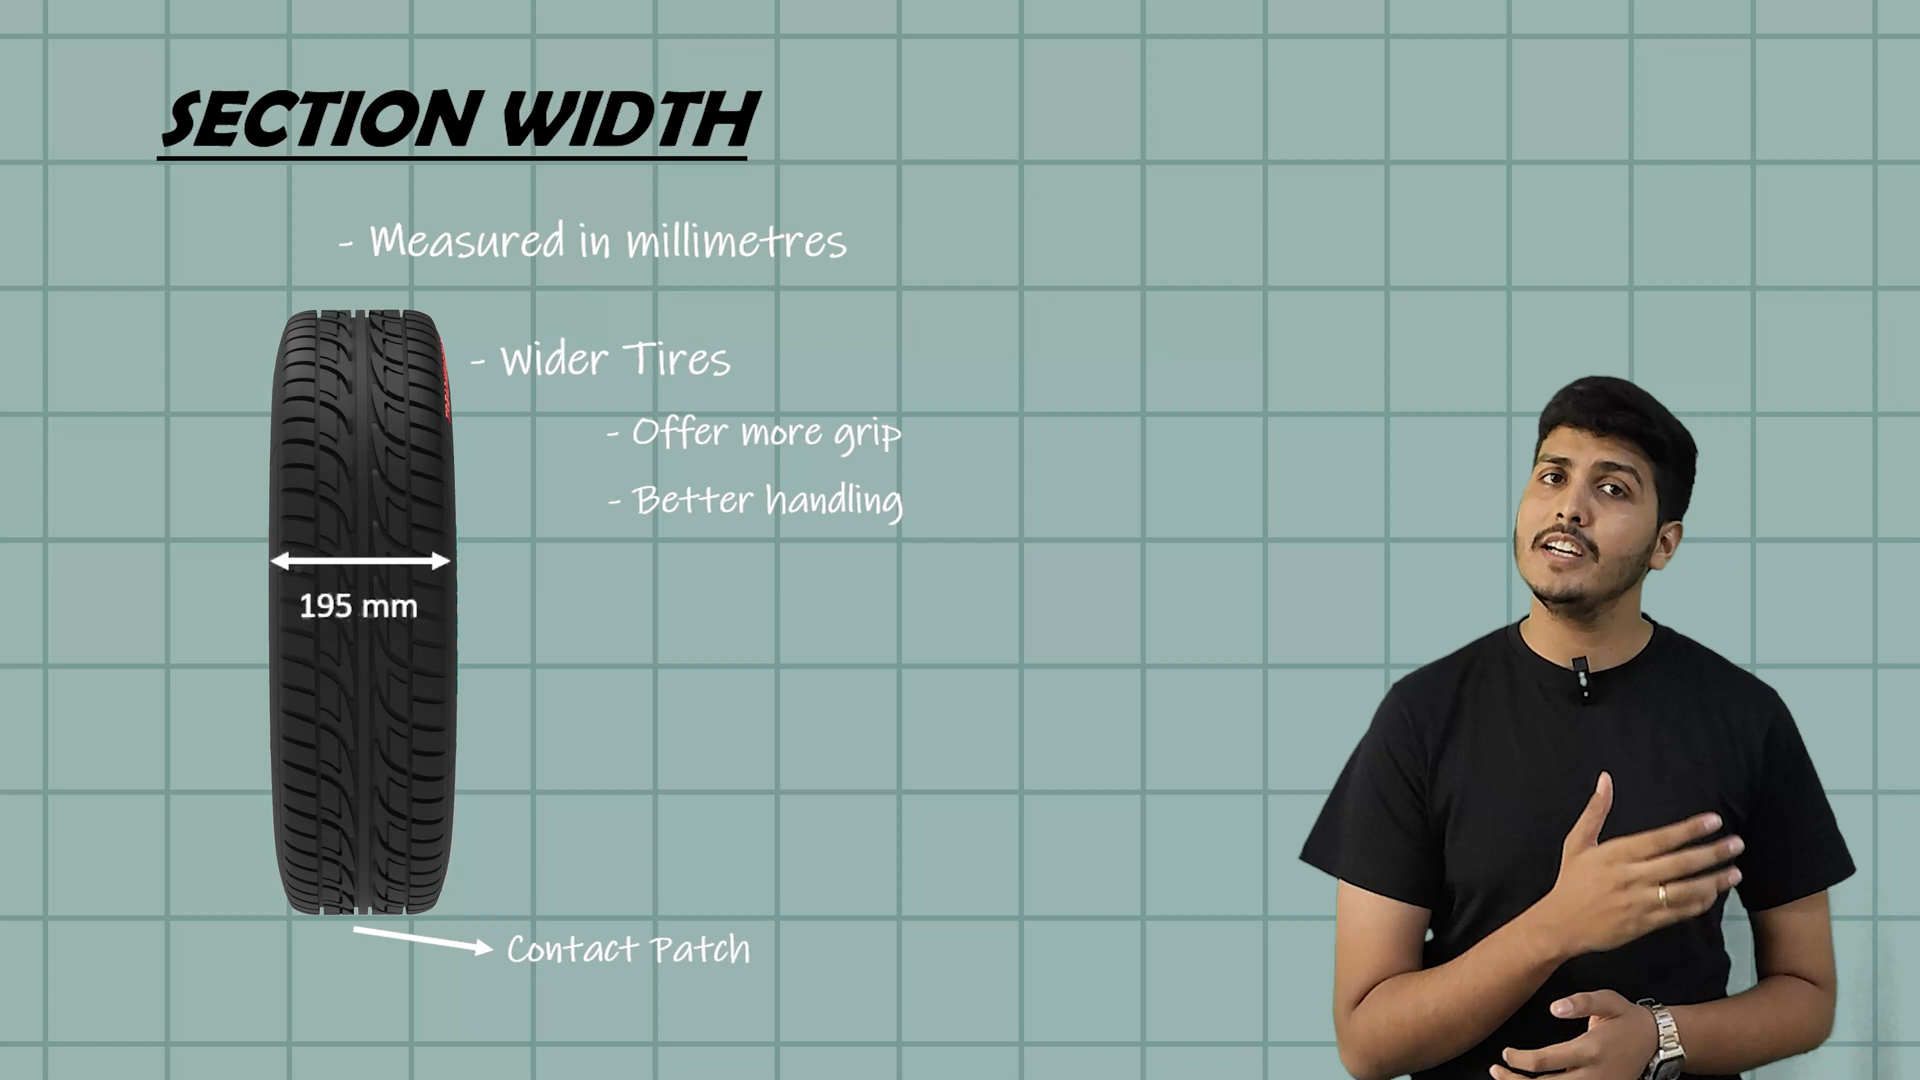 SECTION WIDTH
- Measured in millimetres
- Wider Tires
- Offer more grip
- Better handling
195 mm
Contact Patch